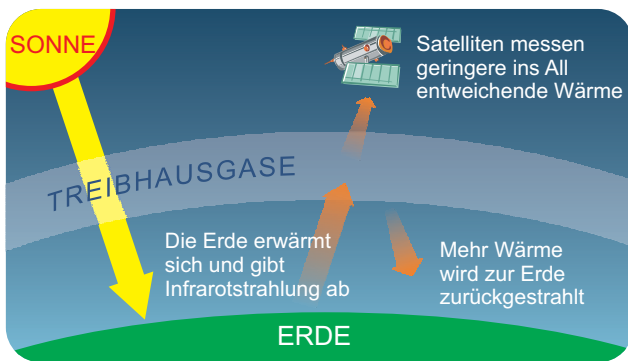 SONNE
Satelliten messen
geringere ins All
entweichende Wärme
TREIBHAUSGASE
Die Erde erwärmt
sich und gibt
Infrarotstrahlung ab
Mehr Wärme
wird zur Erde
zurückgestrahlt
ERDE